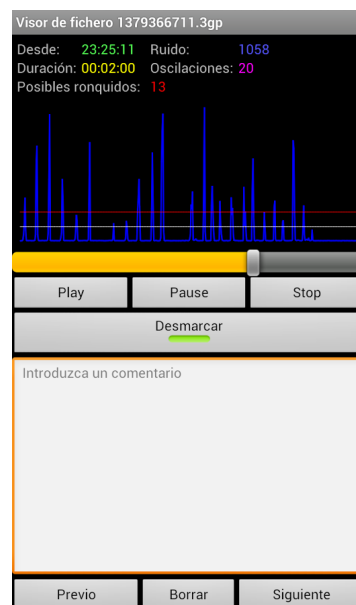 Visor de fichero 1379366711.3gp
Desde: 23:25:11 Ruido: 1058
Duración: 00:02:00 Oscilaciones: 20
Posibles ronquidos: 13
Play Pause Stop
Desmarcar
Introduzca un comentario
Previo Borrar Siguiente